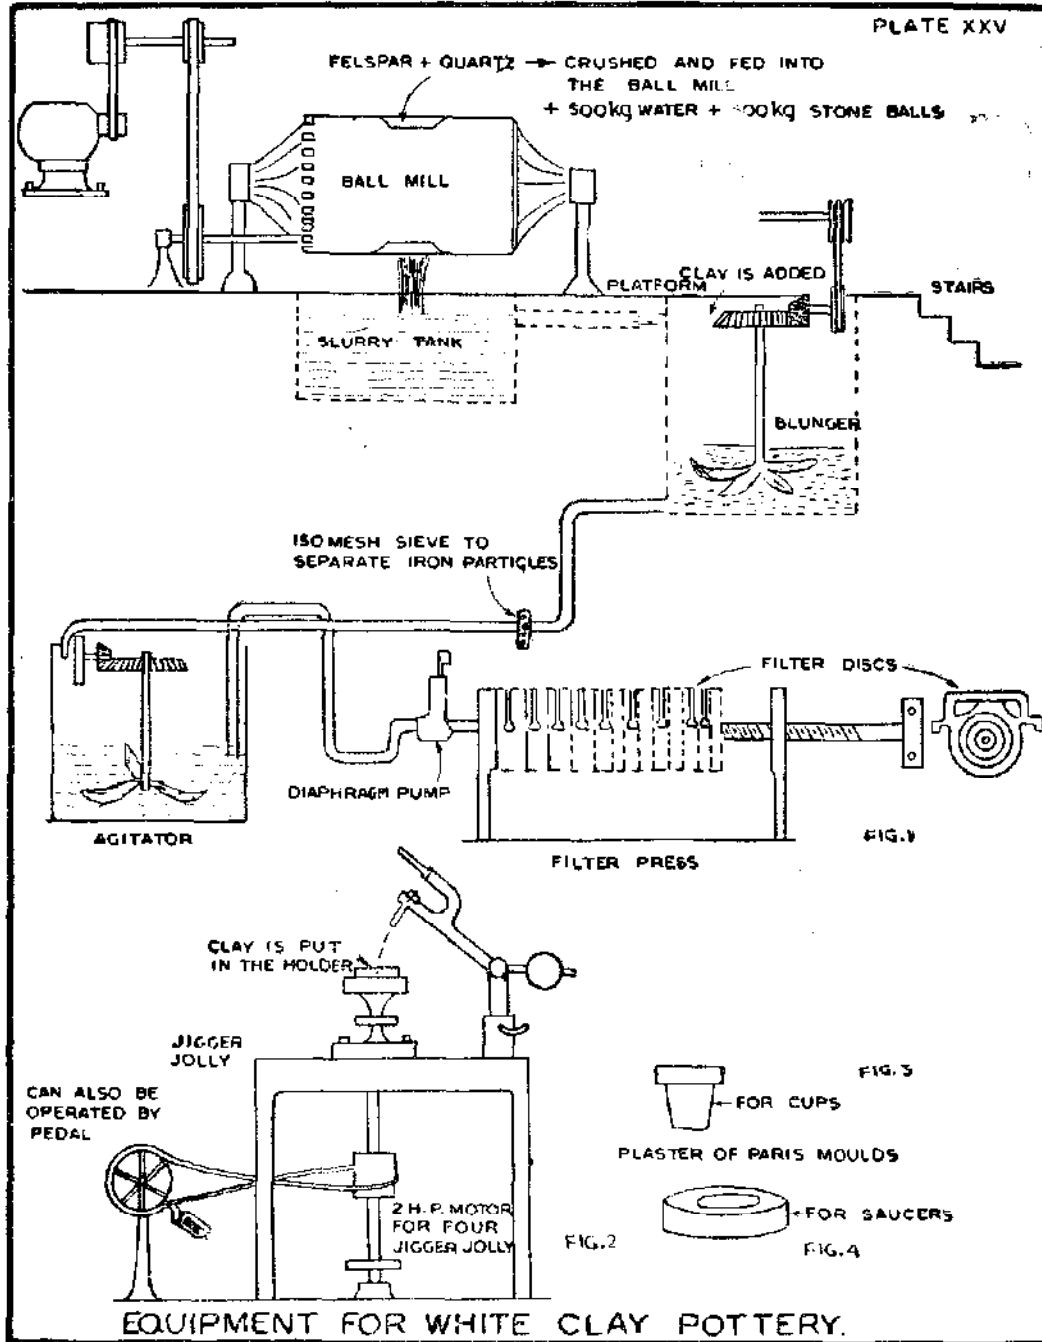 PLATE XXV
FELSPAR + QUARTZ → CRUSHED AND FED INTO
THE BALL MILL
+ 500kg WATER + 500kg STONE BALLS
BALL MILL
CLAY IS ADDED
PLATFORM
STAIRS
SLURRY TANK
BLUNGER
ISOMESH SIEVE TO
SEPARATE IRON PARTICLES
FILTER DISCS
DIAPHRAGM PUMP
AGITATOR
FILTER PRESS
FIG.1
CLAY IS PUT
IN THE HOLDER
JIGGER
JOLLY
CAN ALSO BE
OPERATED BY
PEDAL
2 H.P. MOTOR
FOR FOUR
JIGGER JOLLY
FIG.2
FIG.3
FOR CUPS
PLASTER OF PARIS MOULDS
FOR SAUCERS
FIG.4
EQUIPMENT FOR WHITE CLAY POTTERY.